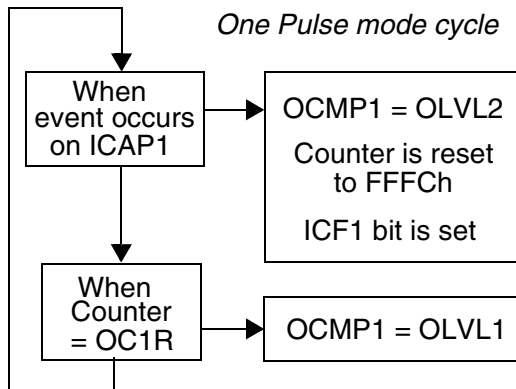 One Pulse mode cycle
When
event occurs
on ICAP1
OCMP1 = OLVL2
Counter is reset
to FFFCh
ICF1 bit is set
When
Counter
= OC1R
OCMP1 = OLVL1